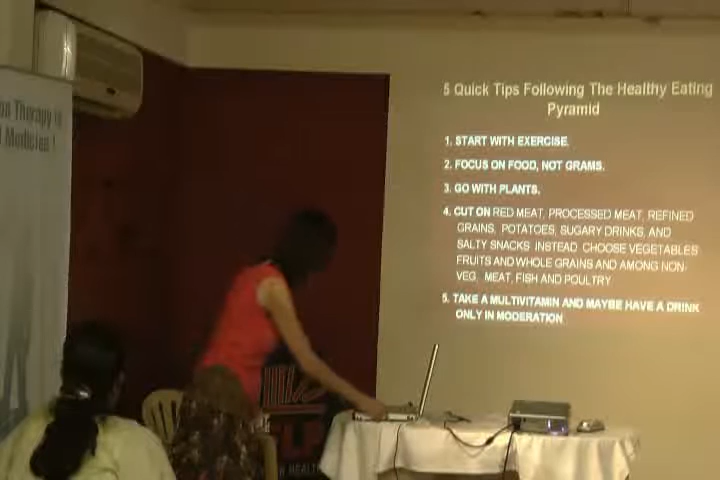 Therapy is
Medicine !
5 Quick Tips Following The Healthy Eating
Pyramid
1. START WITH EXERCISE.
2. FOCUS ON FOOD, NOT GRAMS.
3. GO WITH PLANTS.
4. CUT ON RED MEAT, PROCESSED MEAT, REFINED
GRAINS, POTATOES, SUGARY DRINKS, AND
SALTY SNACKS INSTEAD CHOOSE VEGETABLES
FRUITS AND WHOLE GRAINS AND AMONG NON-
VEG. MEAT, FISH AND POULTRY
5. TAKE A MULTIVITAMIN AND MAYBE HAVE A DRINK
ONLY IN MODERATION
HEALTH